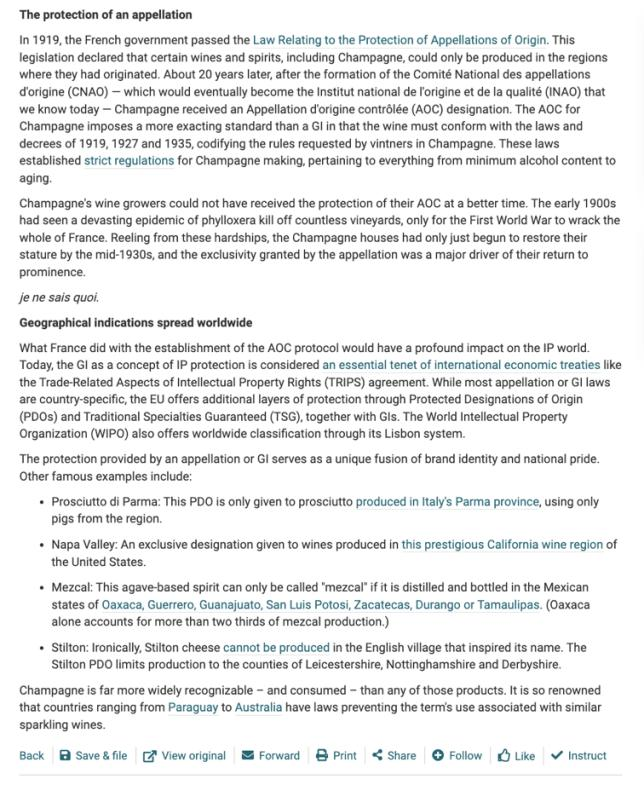 The protection of an appellation
In 1919, the French government passed the Law Relating to the Protection of Appellations of Origin. This
legislation declared that certain wines and spirits, including Champagne, could only be produced in the regions
where they had originated. About 20 years later, after the formation of the Comité National des appellations
d'origine (CNAO) — which would eventually become the Institut national de l'origine et de la qualité (INAO) that
we know today — Champagne received an Appellation d'origine contrôlée (AOC) designation. The AOC for
Champagne imposes a more exacting standard than a GI in that the wine must conform with the laws and
decrees of 1919, 1927 and 1935, codifying the rules requested by vintners in Champagne. These laws
established strict regulations for Champagne making, pertaining to everything from minimum alcohol content to
aging.
Champagne's wine growers could not have received the protection of their AOC at a better time. The early 1900s
had seen a devasting epidemic of phylloxera kill off countless vineyards, only for the First World War to wrack the
whole of France. Reeling from these hardships, the Champagne houses had only just begun to restore their
stature by the mid-1930s, and the exclusivity granted by the appellation was a major driver of their return to
prominence.
je ne sais quoi.
Geographical indications spread worldwide
What France did with the establishment of the AOC protocol would have a profound impact on the IP world.
Today, the GI as a concept of IP protection is considered an essential tenet of international economic treaties like
the Trade-Related Aspects of Intellectual Property Rights (TRIPS) agreement. While most appellation or GI laws
are country-specific, the EU offers additional layers of protection through Protected Designations of Origin
(PDOs) and Traditional Specialties Guaranteed (TSG), together with GIs. The World Intellectual Property
Organization (WIPO) also offers worldwide classification through its Lisbon system.
The protection provided by an appellation or GI serves as a unique fusion of brand identity and national pride.
Other famous examples include:
• Prosciutto di Parma: This PDO is only given to prosciutto produced in Italy's Parma province, using only
pigs from the region.
• Napa Valley: An exclusive designation given to wines produced in this prestigious California wine region of
the United States.
• Mezcal: This agave-based spirit can only be called "mezcal" if it is distilled and bottled in the Mexican
states of Oaxaca, Guerrero, Guanajuato, San Luis Potosi, Zacatecas, Durango or Tamaulipas. (Oaxaca
alone accounts for more than two thirds of mezcal production.)
• Stilton: Ironically, Stilton cheese cannot be produced in the English village that inspired its name. The
Stilton PDO limits production to the counties of Leicestershire, Nottinghamshire and Derbyshire.
Champagne is far more widely recognizable – and consumed – than any of those products. It is so renowned
that countries ranging from Paraguay to Australia have laws preventing the term's use associated with similar
sparkling wines.
Back Save & file View original Forward Print Share Follow Like Instruct